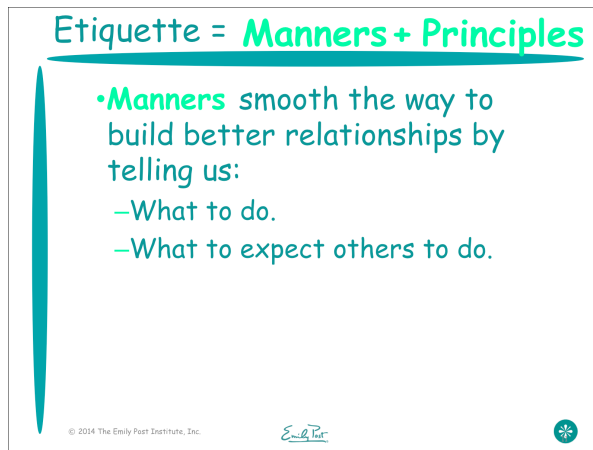 Etiquette = Manners + Principles
•Manners smooth the way to
build better relationships by
telling us:
–What to do.
–What to expect others to do.
© 2014 The Emily Post Institute, Inc.
Emily Post